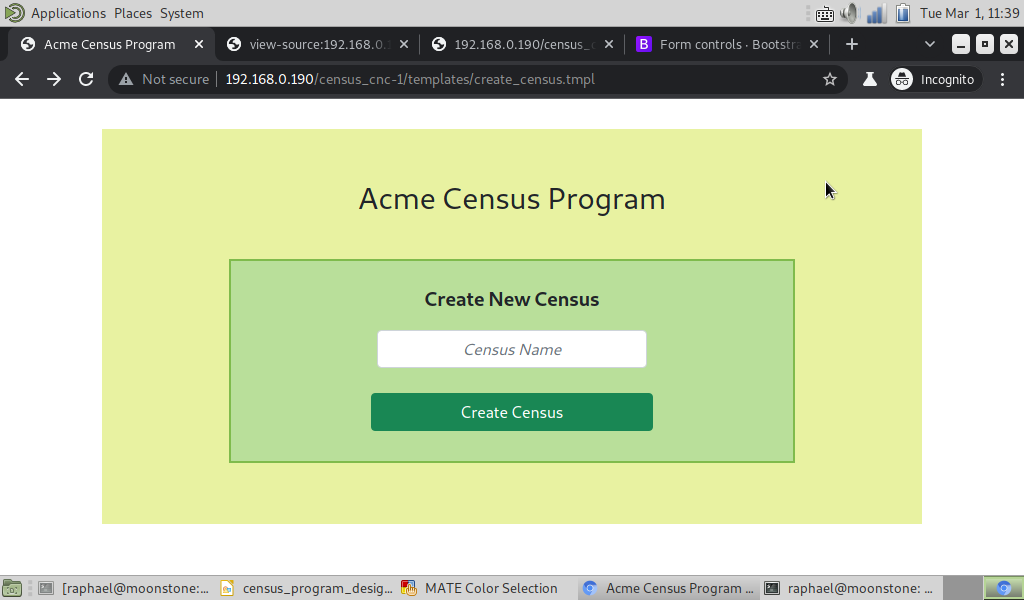 Applications Places System Tue Mar 1, 11:39
Acme Census Program view-source:192.168.0. 192.168.0.190/census_ B Form controls · Bootstra
Not secure 192.168.0.190/census_cnc-1/templates/create_census.tmpl Incognito
Acme Census Program
Create New Census
Census Name
Create Census
[raphael@moonstone:... census_program_desig... MATE Color Selection Acme Census Program ... raphael@moonstone: ...